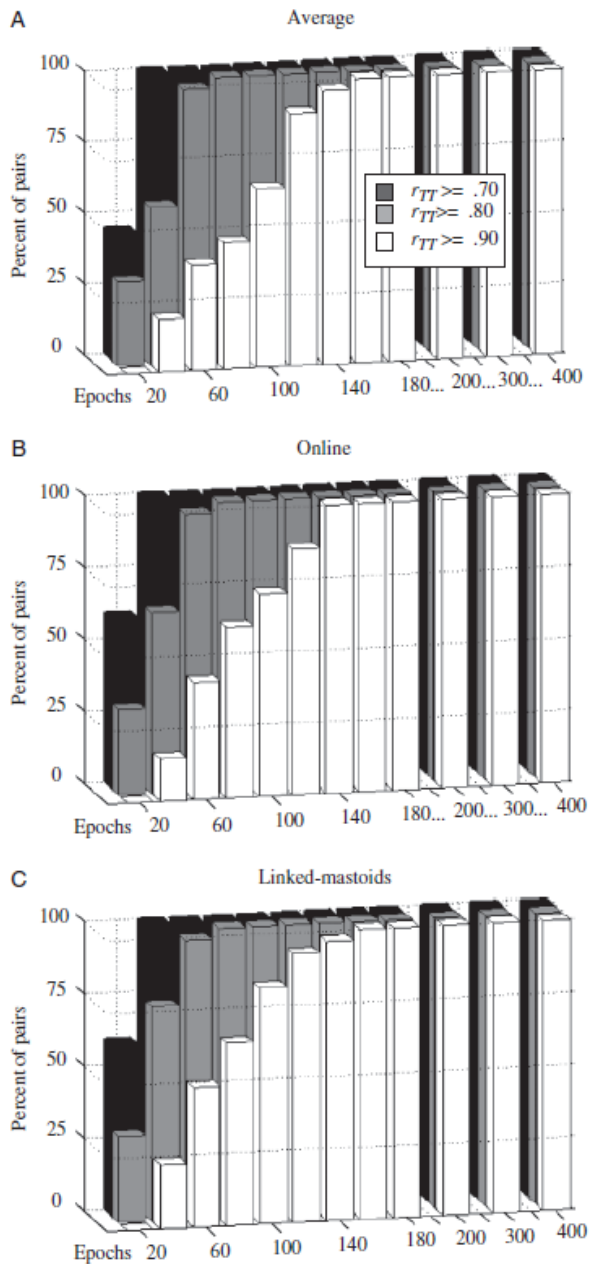 A
Average
100
75
50
25
0
Percent of pairs
r_TT >= .70
r_TT>= .80
r_TT >= .90
Epochs 20 60 100 140 180... 200... 300... 400
B
Online
100
75
50
25
0
Percent of pairs
Epochs 20 60 100 140 180... 200... 300... 400
C
Linked-mastoids
100
75
50
25
0
Percent of pairs
Epochs 20 60 100 140 180... 200... 300... 400